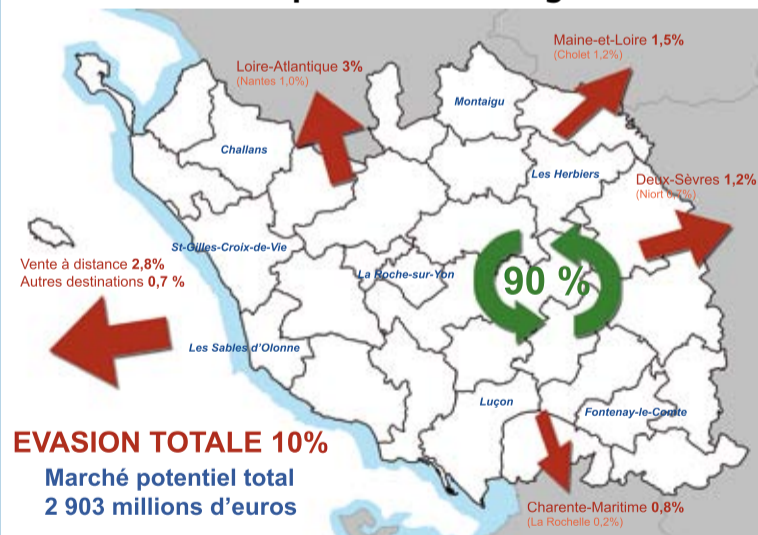 Maine-et-Loire 1,5%
(Cholet 1,2%)
Loire-Atlantique 3%
(Nantes 1,0%)
Montaigu
Challans
Les Herbiers
Deux-Sèvres 1,2%
(Niort 0,7%)
St-Gilles-Croix-de-Vie
Vente à distance 2,8%
Autres destinations 0,7 %
La Roche-sur-Yon
90 %
Les Sables d'Olonne
Luçon
Fontenay-le-Comte
EVASION TOTALE 10%
Marché potentiel total
2 903 millions d'euros
Charente-Maritime 0,8%
(La Rochelle 0,2%)